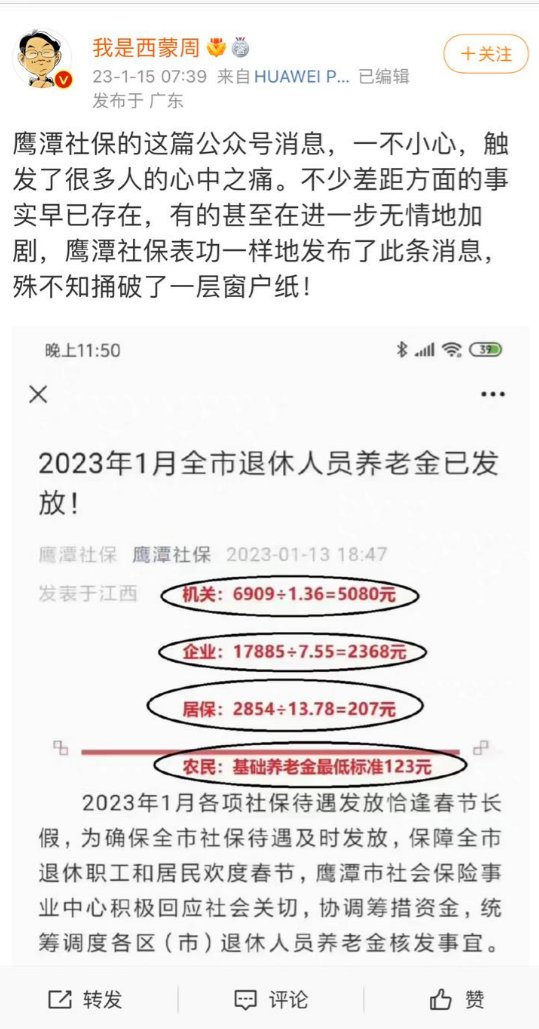 我是西蒙周
23-1-15 07:39 来自 HUAWEI P... 已编辑
发布于 广东
+关注
鹰潭社保的这篇公众号消息，一不小心，触
发了很多人的心中之痛。不少差距方面的事
实早已存在，有的甚至在进一步无情地加
剧，鹰潭社保表功一样地发布了此条消息，
殊不知捅破了一层窗户纸！
晚上11:50
39
2023年1月全市退休人员养老金已发
放！
鹰潭社保 鹰潭社保 2023-01-13 18:47
发表于江西
机关：6909÷1.36=5080元
企业：17885÷7.55=2368元
居保：2854÷13.78=207元
农民：基础养老金最低标准123元
2023年1月各项社保待遇发放恰逢春节长
假，为确保全市社保待遇及时发放，保障全市
退休职工和居民欢度春节，鹰潭市社会保险事
业中心积极回应社会关切，协调筹措资金，统
筹调度各区（市）退休人员养老金核发事宜。
转发
评论
赞